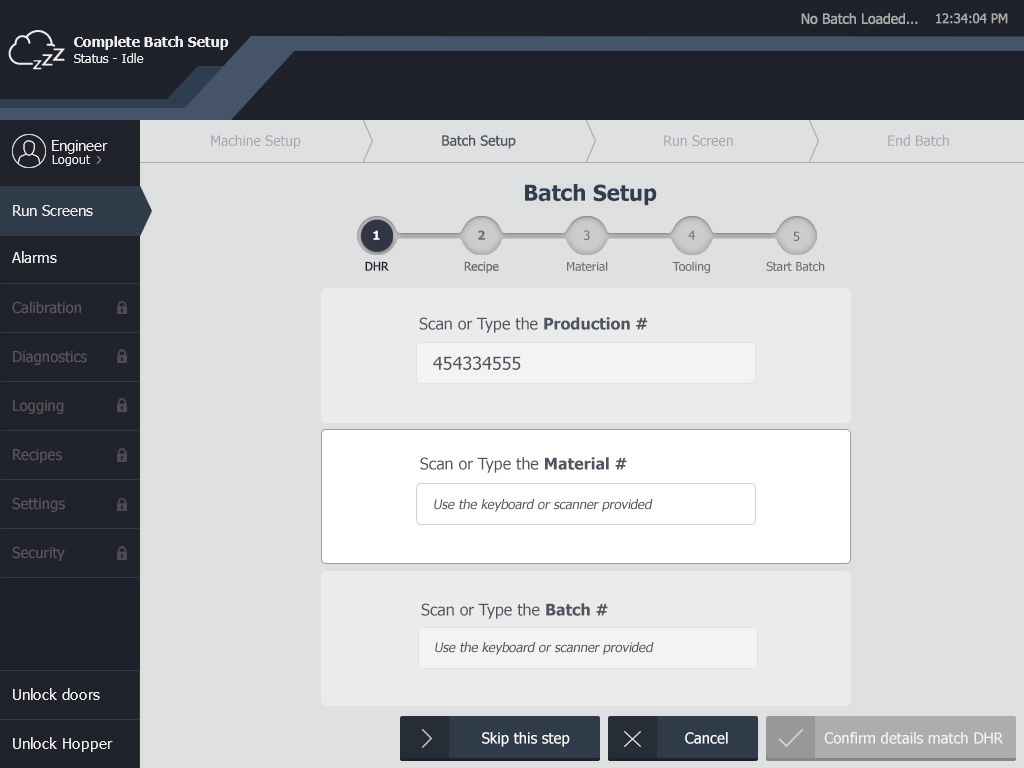 No Batch Loaded... 12:34:04 PM
Complete Batch Setup
Status - Idle
zzz
Engineer
Logout >
Machine Setup
Batch Setup
Run Screen
End Batch
Run Screens
Alarms
Calibration
Diagnostics
Logging
Recipes
Settings
Security
Unlock doors
Unlock Hopper
Batch Setup
1 2 3 4 5
DHR Recipe Material Tooling Start Batch
Scan or Type the Production #
454334555
Scan or Type the Material #
Use the keyboard or scanner provided
Scan or Type the Batch #
Use the keyboard or scanner provided
Skip this step
Cancel
Confirm details match DHR